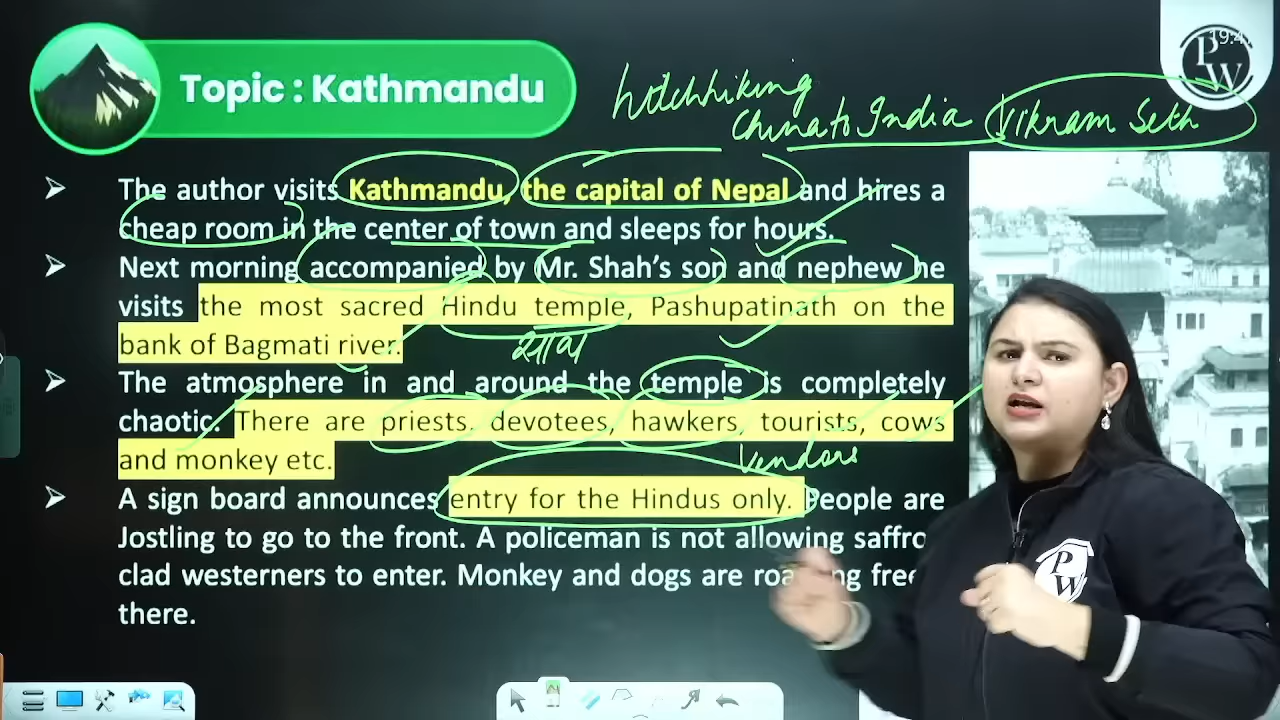 P
W
19:4
Topic : Kathmandu
hitchhiking
China to India Vikram Seth
➤ The author visits Kathmandu, the capital of Nepal and hires a
cheap room in the center of town and sleeps for hours.
➤ Next morning accompanied by Mr. Shah's son and nephew he
visits the most sacred Hindu temple, Pashupatinath on the
bank of Bagmati river.
साथ
➤ The atmosphere in and around the temple is completely
chaotic. There are priests, devotees, hawkers, tourists, cows
and monkey etc.
vendors
➤ A sign board announces entry for the Hindus only. People are
Jostling to go to the front. A policeman is not allowing saffro
clad westerners to enter. Monkey and dogs are free
there.
P
W